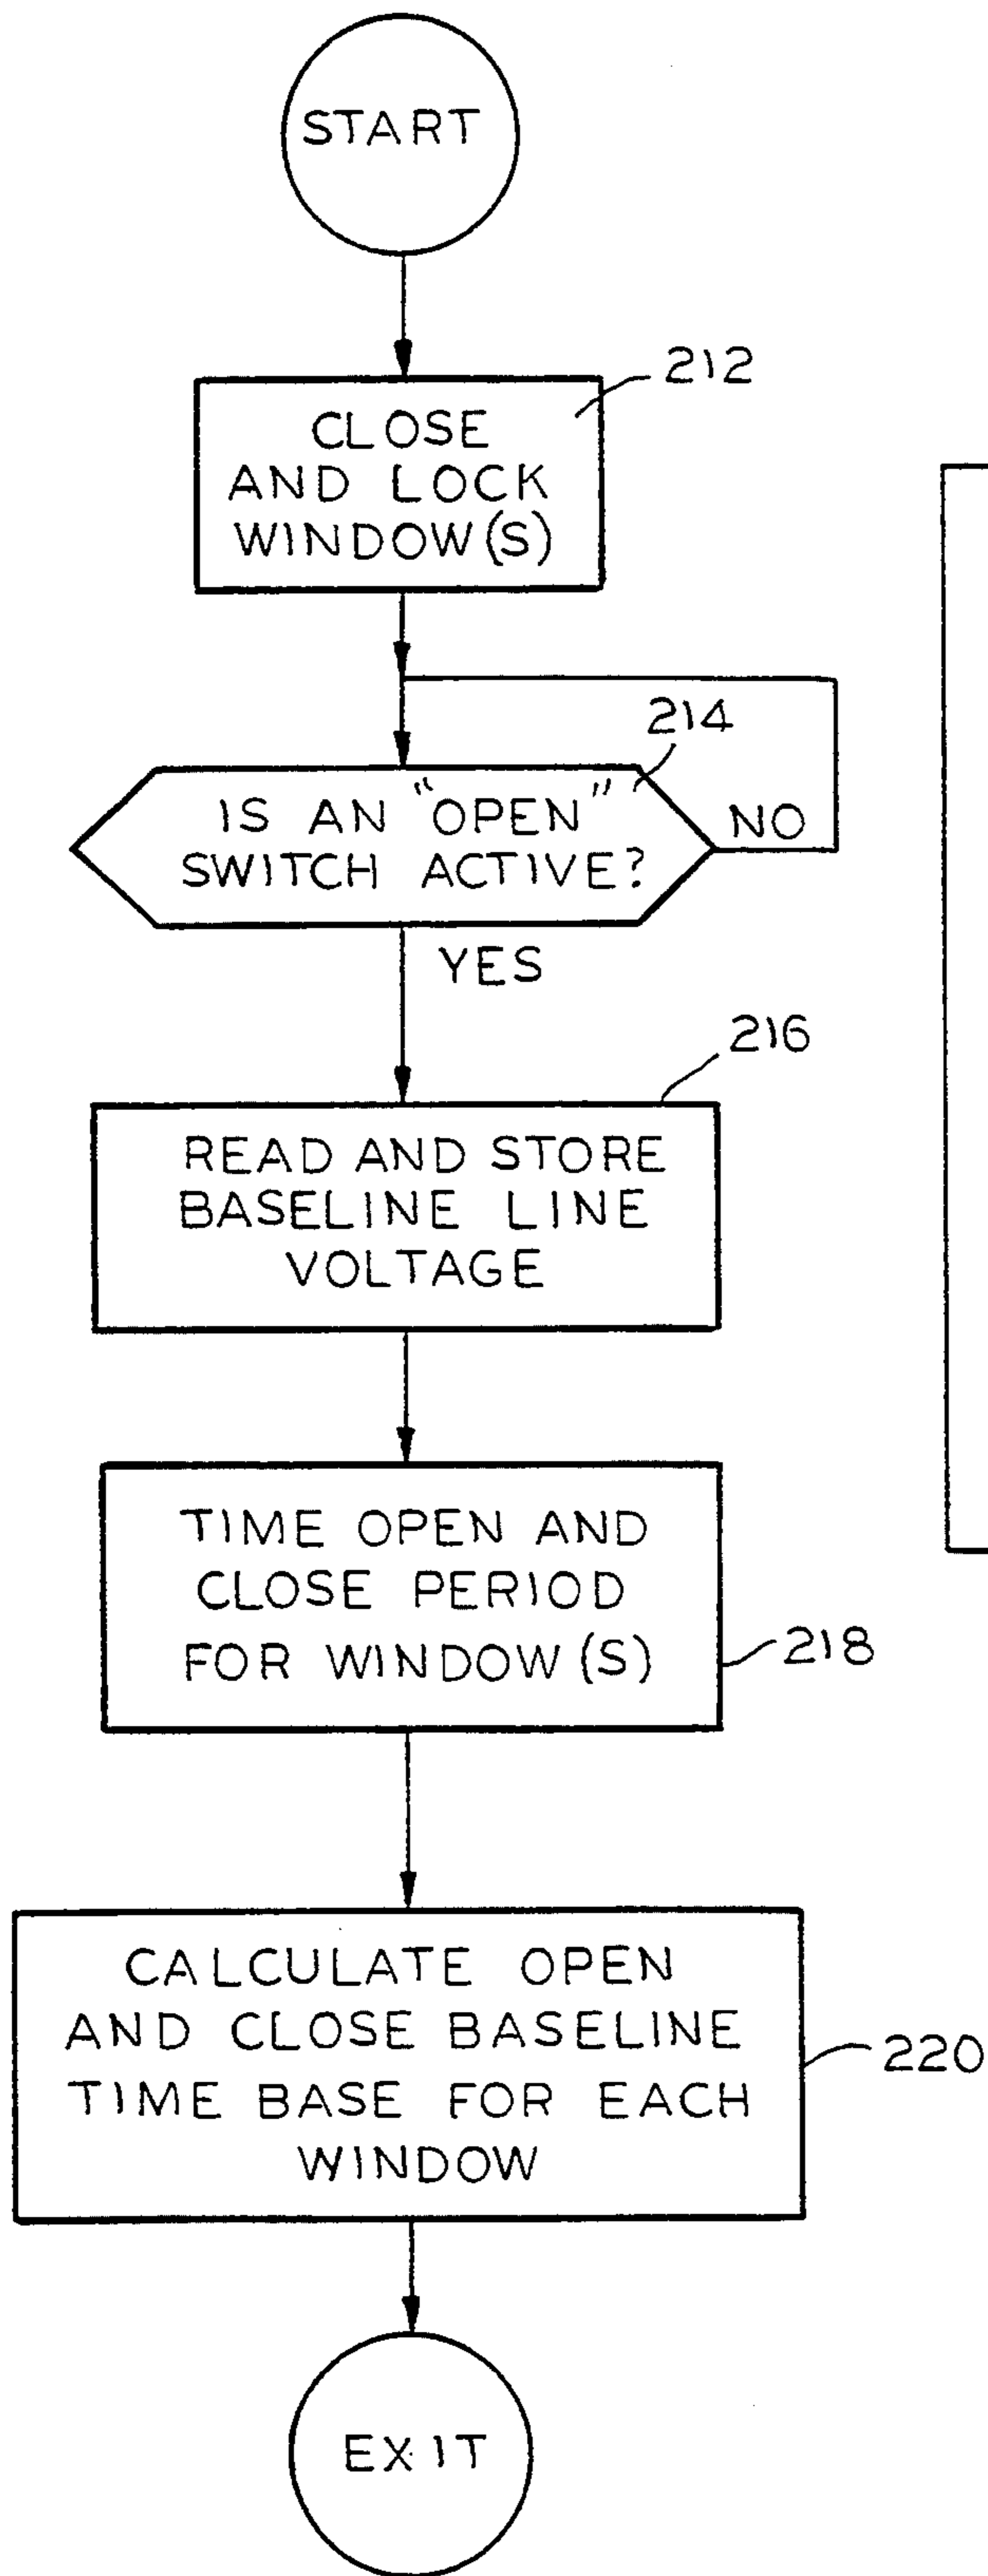 START
212
CLOSE
AND LOCK
WINDOW(S)
214
IS AN "OPEN"
SWITCH ACTIVE?
NO
YES
216
READ AND STORE
BASELINE LINE
VOLTAGE
TIME OPEN AND
CLOSE PERIOD
FOR WINDOW(S)
218
CALCULATE OPEN
AND CLOSE BASELINE
TIME BASE FOR EACH
WINDOW
220
EXIT